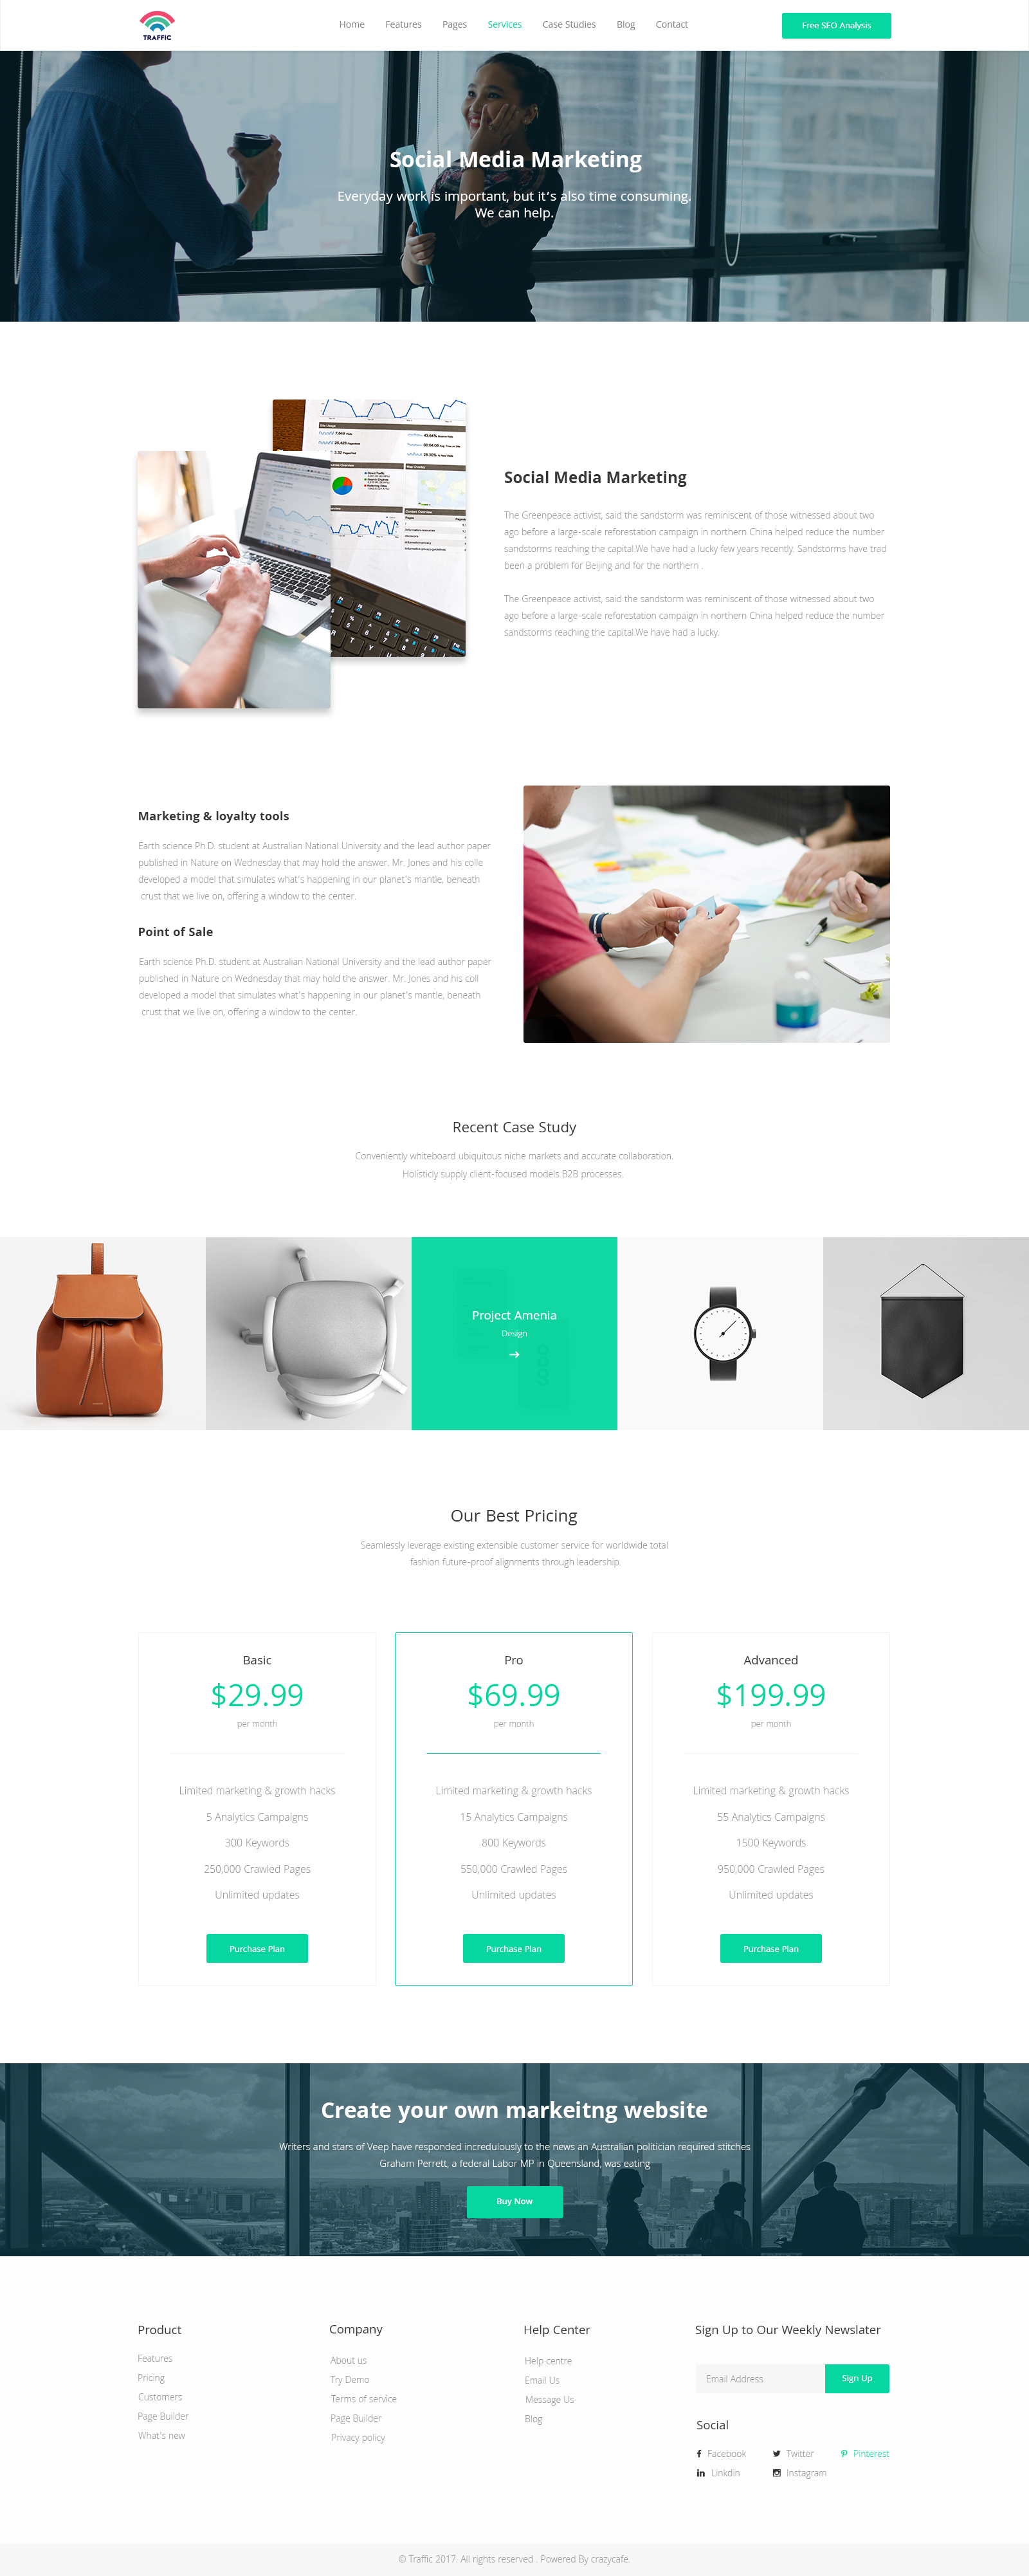 TRAFFIC
Home Features Pages Services Case Studies Blog Contact
Free SEO Analysis
Social Media Marketing
Everyday work is important, but it's also time consuming.
We can help.
Social Media Marketing
The Greenpeace activist, said the sandstorm was reminiscent of those witnessed about two
ago before a large-scale reforestation campaign in northern China helped reduce the number
sandstorms reaching the capital.We have had a lucky few years recently. Sandstorms have trad
been a problem for Beijing and for the northern .
The Greenpeace activist, said the sandstorm was reminiscent of those witnessed about two
ago before a large-scale reforestation campaign in northern China helped reduce the number
sandstorms reaching the capital.We have had a lucky.
Marketing & loyalty tools
Earth science Ph.D. student at Australian National University and the lead author paper
published in Nature on Wednesday that may hold the answer. Mr. Jones and his colle
developed a model that simulates what's happening in our planet's mantle, beneath
crust that we live on, offering a window to the center.
Point of Sale
Earth science Ph.D. student at Australian National University and the lead author paper
published in Nature on Wednesday that may hold the answer. Mr. Jones and his coll
developed a model that simulates what's happening in our planet's mantle, beneath
crust that we live on, offering a window to the center.
Recent Case Study
Conveniently whiteboard ubiquitous niche markets and accurate collaboration.
Holisticly supply client-focused models B2B processes.
Project Amenia
Design
Our Best Pricing
Seamlessly leverage existing extensible customer service for worldwide total
fashion future-proof alignments through leadership.
Basic
$29.99
per month
Limited marketing & growth hacks
5 Analytics Campaigns
300 Keywords
250,000 Crawled Pages
Unlimited updates
Purchase Plan
Pro
$69.99
per month
Limited marketing & growth hacks
15 Analytics Campaigns
800 Keywords
550,000 Crawled Pages
Unlimited updates
Purchase Plan
Advanced
$199.99
per month
Limited marketing & growth hacks
55 Analytics Campaigns
1500 Keywords
950,000 Crawled Pages
Unlimited updates
Purchase Plan
Create your own markeitng website
Writers and stars of Veep have responded incredulously to the news an Australian politician required stitches
Graham Perrett, a federal Labor MP in Queensland, was eating
Buy Now
Product
Features
Pricing
Customers
Page Builder
What's new
Company
About us
Try Demo
Terms of service
Page Builder
Privacy policy
Help Center
Help centre
Email Us
Message Us
Blog
Sign Up to Our Weekly Newslater
Email Address
Sign Up
Social
Facebook Twitter Pinterest
Linkdin Instagram
© Traffic 2017. All rights reserved . Powered By crazycafe.